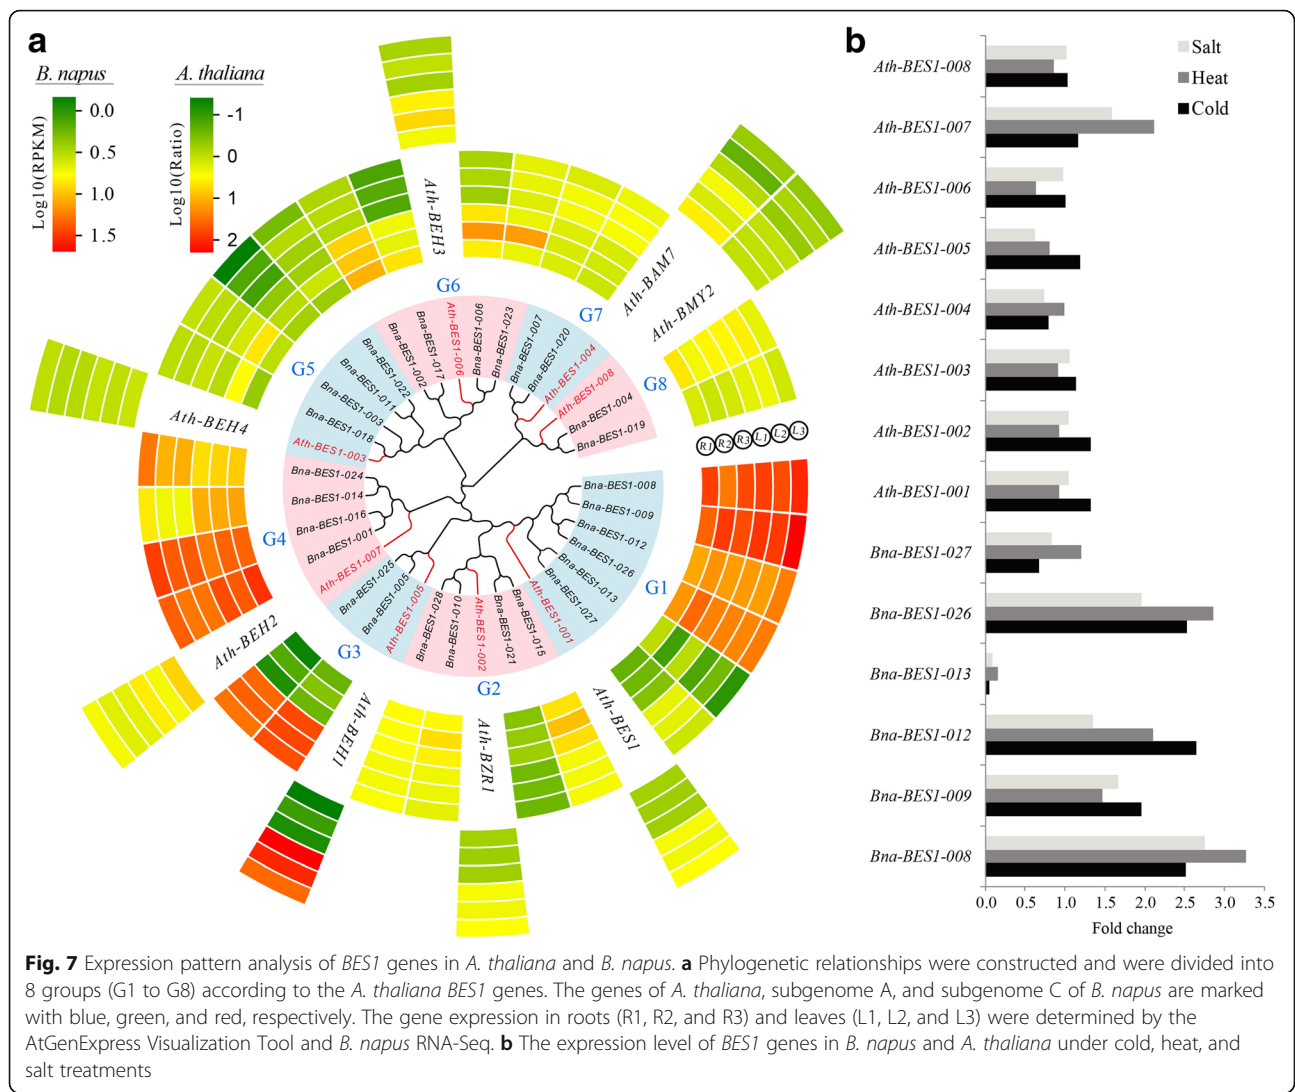 a
B. napus
A. thaliana
Log10(RPKM)
0.0
0.5
1.0
1.5
Log10(Ratio)
-1
0
1
2
Ath-BEH3
Ath-BAM7
Ath-BMY2
Ath-BEH4
Ath-BEH2
Ath-BEH1
Ath-BZR1
Ath-BES1
R1 R2 R3 L1 L2 L3
G6
G7
G8
G5
G4
G3
G2
G1
Bna-BES1-008
Bna-BES1-009
Bna-BES1-012
Bna-BES1-026
Bna-BES1-013
Bna-BES1-027
Ath-BES1-001
Bna-BES1-015
Bna-BES1-021
Ath-BES1-002
Bna-BES1-010
Bna-BES1-028
Ath-BES1-005
Bna-BES1-005
Bna-BES1-025
Ath-BES1-007
Bna-BES1-001
Bna-BES1-016
Bna-BES1-014
Bna-BES1-024
Ath-BES1-003
Bna-BES1-018
Bna-BES1-003
Bna-BES1-011
Bna-BES1-022
Bna-BES1-002
Bna-BES1-017
Ath-BES1-006
Bna-BES1-006
Bna-BES1-023
Bna-BES1-007
Bna-BES1-020
Ath-BES1-004
Ath-BES1-008
Bna-BES1-004
Bna-BES1-019
b
Salt
Heat
Cold
Ath-BES1-008
Ath-BES1-007
Ath-BES1-006
Ath-BES1-005
Ath-BES1-004
Ath-BES1-003
Ath-BES1-002
Ath-BES1-001
Bna-BES1-027
Bna-BES1-026
Bna-BES1-013
Bna-BES1-012
Bna-BES1-009
Bna-BES1-008
0.0 0.5 1.0 1.5 2.0 2.5 3.0 3.5
Fold change
Fig. 7 Expression pattern analysis of BES1 genes in A. thaliana and B. napus. a Phylogenetic relationships were constructed and were divided into
8 groups (G1 to G8) according to the A. thaliana BES1 genes. The genes of A. thaliana, subgenome A, and subgenome C of B. napus are marked
with blue, green, and red, respectively. The gene expression in roots (R1, R2, and R3) and leaves (L1, L2, and L3) were determined by the
AtGenExpress Visualization Tool and B. napus RNA-Seq. b The expression level of BES1 genes in B. napus and A. thaliana under cold, heat, and
salt treatments